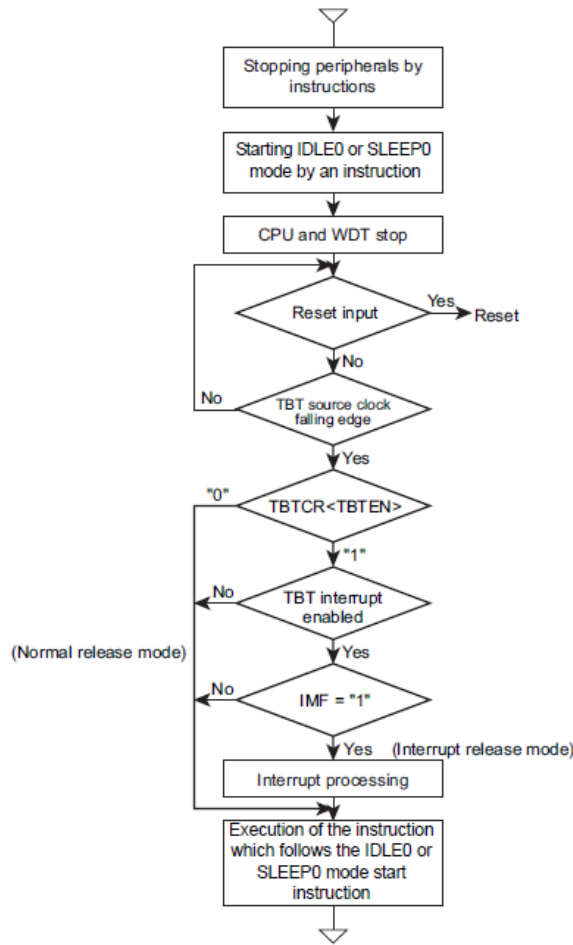 Stopping peripherals by
instructions
Starting IDLE0 or SLEEP0
mode by an instruction
CPU and WDT stop
Reset input
Yes
Reset
No
No
TBT source clock
falling edge
Yes
"0"
TBTCR<TBTEN>
"1"
No
TBT interrupt
enabled
(Normal release mode)
Yes
No
IMF = "1"
Yes (Interrupt release mode)
Interrupt processing
Execution of the instruction
which follows the IDLE0 or
SLEEP0 mode start
instruction